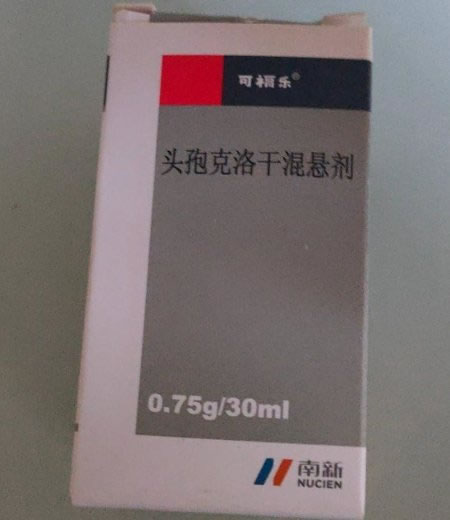 可福乐®
头孢克洛干混悬剂
0.75g/30ml
南新
NUCIEN